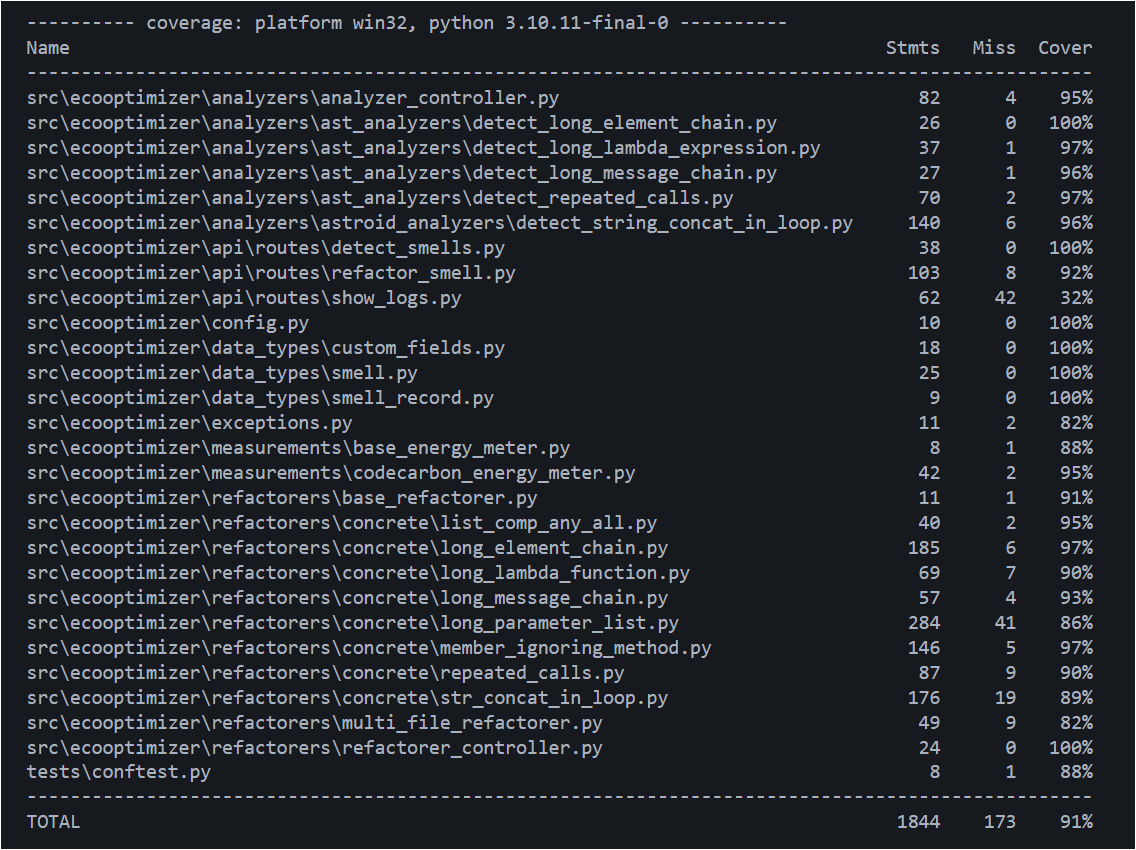 ---------- coverage: platform win32, python 3.10.11-final-0 ----------
Name                                                                    Stmts   Miss  Cover
---------------------------------------------------------------------------------------------------
src\ecooptimizer\analyzers\analyzer_controller.py                          82      4    95%
src\ecooptimizer\analyzers\ast_analyzers\detect_long_element_chain.py      26      0   100%
src\ecooptimizer\analyzers\ast_analyzers\detect_long_lambda_expression.py  37      1    97%
src\ecooptimizer\analyzers\ast_analyzers\detect_long_message_chain.py      27      1    96%
src\ecooptimizer\analyzers\ast_analyzers\detect_repeated_calls.py          70      2    97%
src\ecooptimizer\analyzers\astroid_analyzers\detect_string_concat_in_loop.py  140      6    96%
src\ecooptimizer\api\routes\detect_smells.py                               38      0   100%
src\ecooptimizer\api\routes\refactor_smell.py                             103      8    92%
src\ecooptimizer\api\routes\show_logs.py                                   62     42    32%
src\ecooptimizer\config.py                                                 10      0   100%
src\ecooptimizer\data_types\custom_fields.py                               18      0   100%
src\ecooptimizer\data_types\smell.py                                       25      0   100%
src\ecooptimizer\data_types\smell_record.py                                 9      0   100%
src\ecooptimizer\exceptions.py                                             11      2    82%
src\ecooptimizer\measurements\base_energy_meter.py                          8      1    88%
src\ecooptimizer\measurements\codecarbon_energy_meter.py                   42      2    95%
src\ecooptimizer\refactorers\base_refactorer.py                            11      1    91%
src\ecooptimizer\refactorers\concrete\list_comp_any_all.py                 40      2    95%
src\ecooptimizer\refactorers\concrete\long_element_chain.py               185      6    97%
src\ecooptimizer\refactorers\concrete\long_lambda_function.py              69      7    90%
src\ecooptimizer\refactorers\concrete\long_message_chain.py                57      4    93%
src\ecooptimizer\refactorers\concrete\long_parameter_list.py              284     41    86%
src\ecooptimizer\refactorers\concrete\member_ignoring_method.py           146      5    97%
src\ecooptimizer\refactorers\concrete\repeated_calls.py                    87      9    90%
src\ecooptimizer\refactorers\concrete\str_concat_in_loop.py               176     19    89%
src\ecooptimizer\refactorers\multi_file_refactorer.py                      49      9    82%
src\ecooptimizer\refactorers\refactorer_controller.py                      24      0   100%
tests\conftest.py                                                           8      1    88%
---------------------------------------------------------------------------------------------------
TOTAL                                                                    1844    173    91%